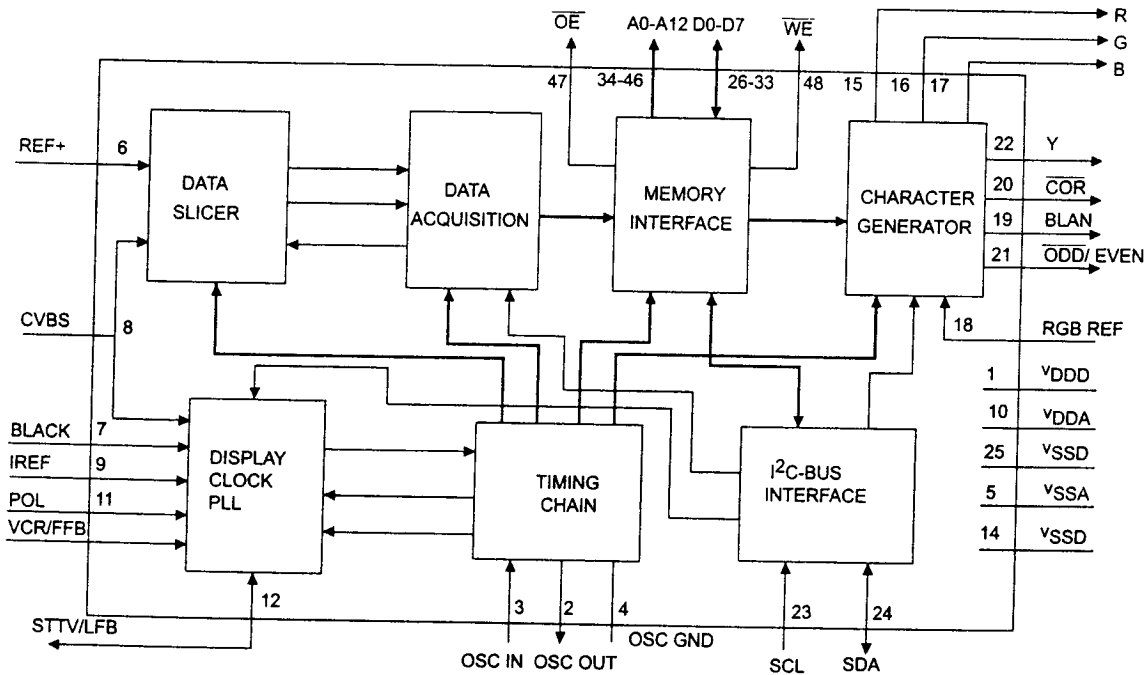 OE A0-A12 D0-D7 WE
R
G
B
47 34-46 26-33 48 15 16 17
REF+ 6
DATA
SLICER
DATA
ACQUISITION
MEMORY
INTERFACE
CHARACTER
GENERATOR
22 Y
20 COR
19 BLAN
21 ODD/ EVEN
CVBS 8
18 RGB REF
1 VDDD
10 VDDA
25 VSSD
5 VSSA
14 VSSD
BLACK 7
IREF 9
POL 11
VCR/FFB
DISPLAY
CLOCK
PLL
TIMING
CHAIN
I²C-BUS
INTERFACE
12
STTV/LFB
3 2 4
OSC GND
OSC IN OSC OUT
23 24
SCL SDA